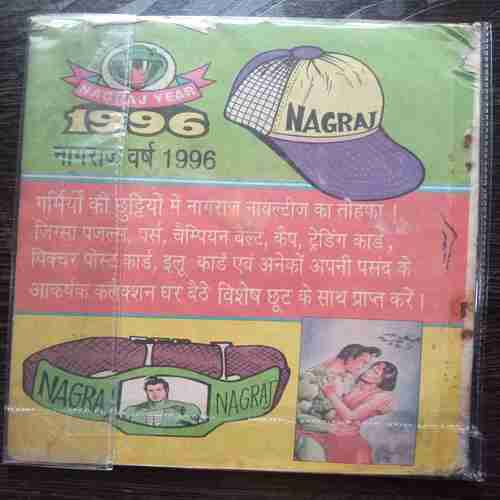 NAGRAJ YEAR
1996
नागराज वर्ष 1996
NAGRAJ
गर्मियों की छुट्टियों में नागराज नावल्टीज का तोहफा ।
जिग्सा पजल्स, पर्स, चैम्पियन बेल्ट, कैप, ट्रेडिंग कार्ड,
पिक्चर पोस्ट कार्ड, इलू कार्ड एवं अनेकों अपनी पसंद के
आकर्षक कलैक्शन घर बैठे विशेष छूट के साथ प्राप्त करें ।
NAGRAJ
NAGRAJ